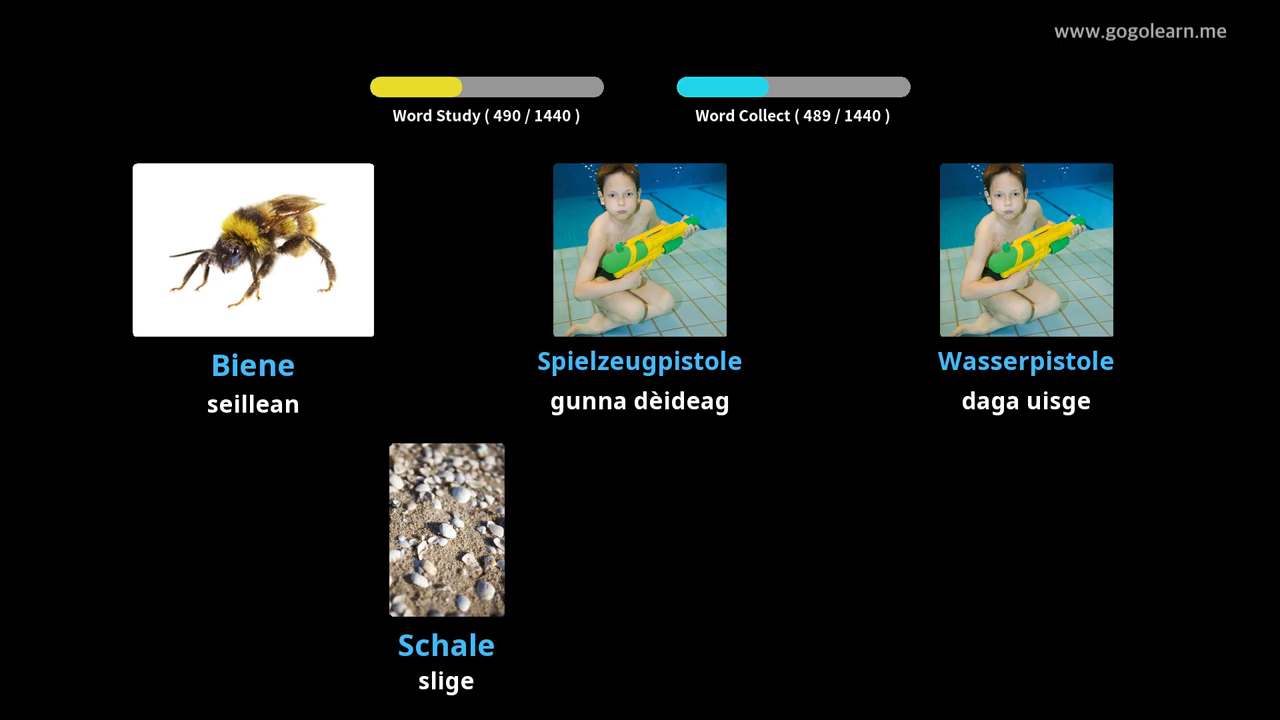 www.gogolearn.me
Word Study ( 490 / 1440 )
Word Collect ( 489 / 1440 )
Biene
seillean
Spielzeugpistole
gunna dèideag
Wasserpistole
daga uisge
Schale
slige